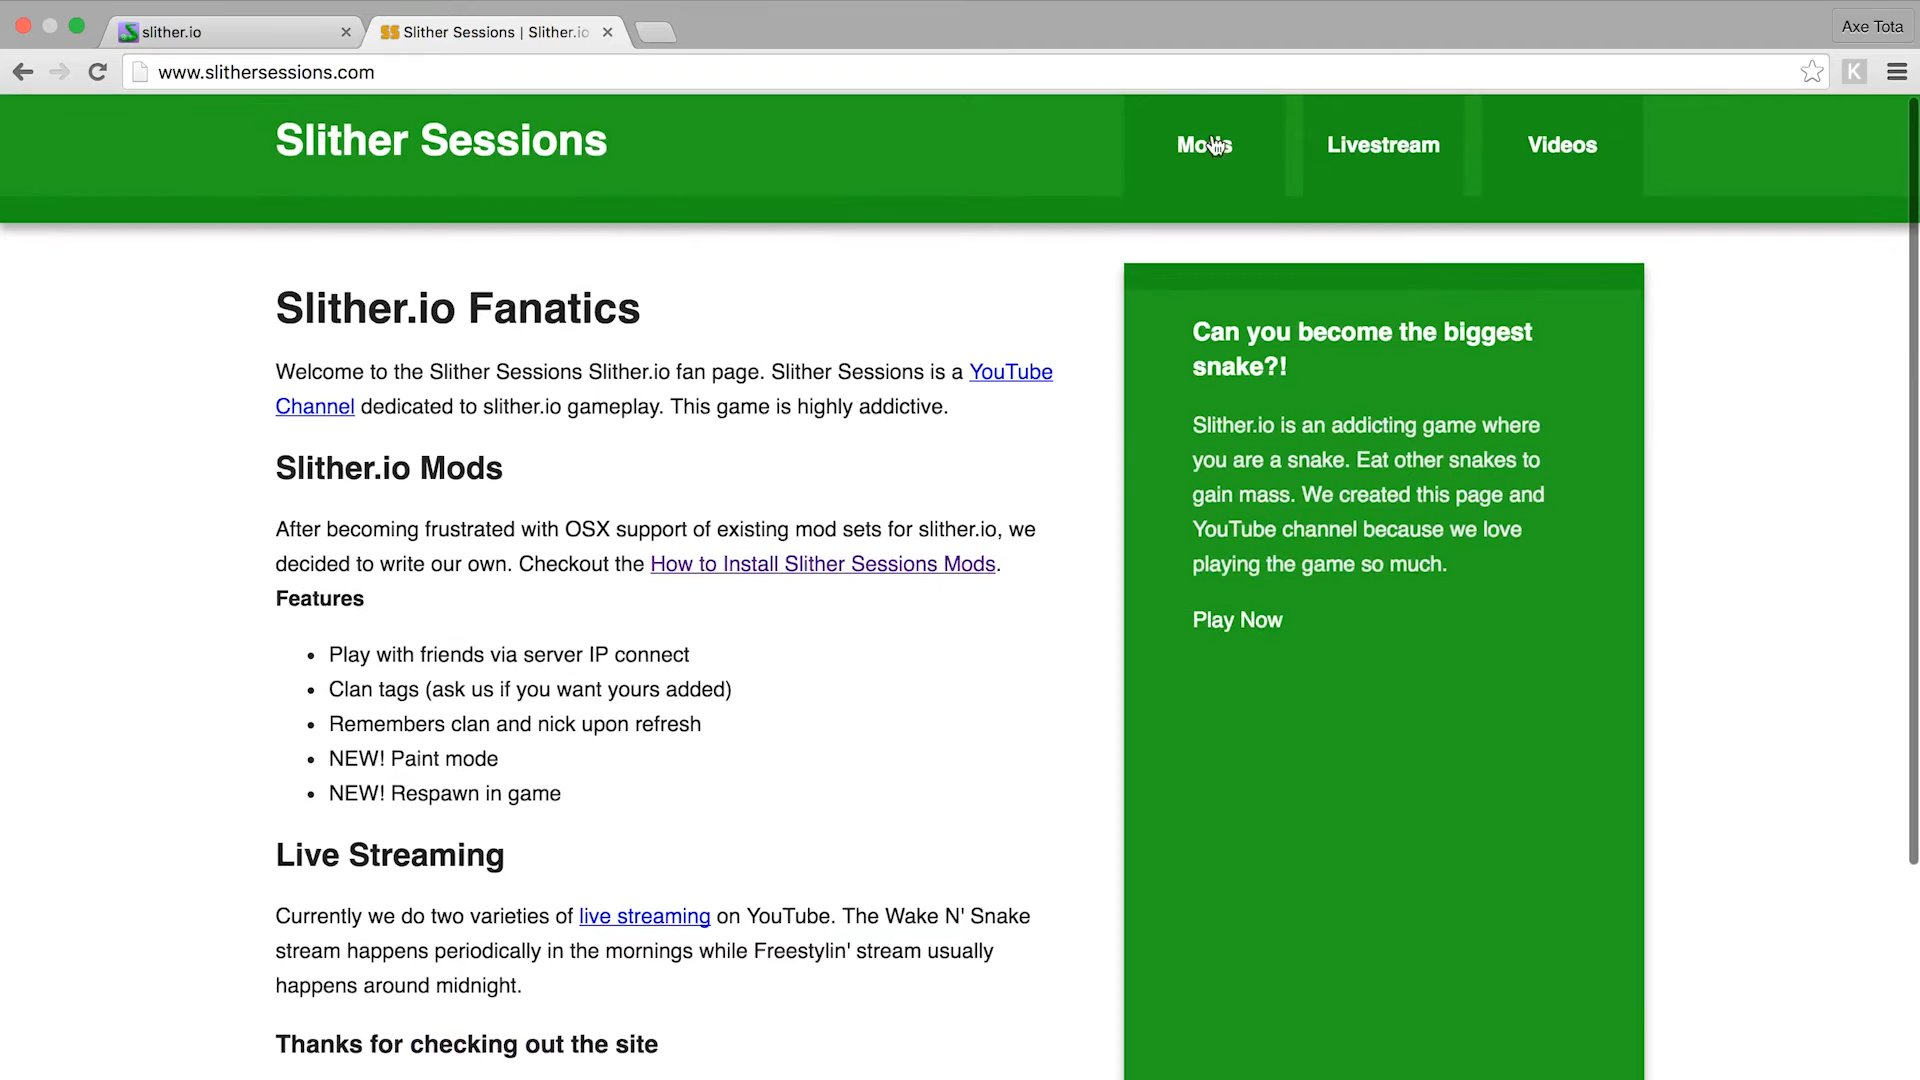 slither.io
Slither Sessions | Slither.io
Axe Tota
www.slithersessions.com
K
Slither Sessions
Mods
Livestream
Videos
Slither.io Fanatics
Welcome to the Slither Sessions Slither.io fan page. Slither Sessions is a YouTube
Channel dedicated to slither.io gameplay. This game is highly addictive.
Slither.io Mods
After becoming frustrated with OSX support of existing mod sets for slither.io, we
decided to write our own. Checkout the How to Install Slither Sessions Mods.
Features
• Play with friends via server IP connect
• Clan tags (ask us if you want yours added)
• Remembers clan and nick upon refresh
• NEW! Paint mode
• NEW! Respawn in game
Live Streaming
Currently we do two varieties of live streaming on YouTube. The Wake N' Snake
stream happens periodically in the mornings while Freestylin' stream usually
happens around midnight.
Thanks for checking out the site
Can you become the biggest
snake?!
Slither.io is an addicting game where
you are a snake. Eat other snakes to
gain mass. We created this page and
YouTube channel because we love
playing the game so much.
Play Now